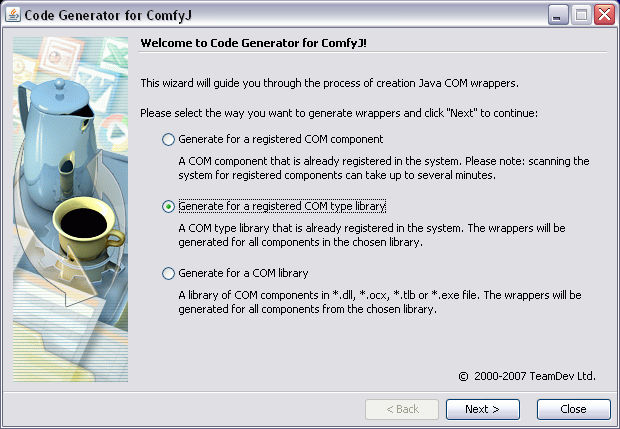 Code Generator for ComfyJ
Welcome to Code Generator for ComfyJ!
This wizard will guide you through the process of creation Java COM wrappers.
Please select the way you want to generate wrappers and click "Next" to continue:
Generate for a registered COM component
A COM component that is already registered in the system. Please note: scanning the
system for registered components can take up to several minutes.
Generate for a registered COM type library
A COM type library that is already registered in the system. The wrappers will be
generated for all components in the chosen library.
Generate for a COM library
A library of COM components in *.dll, *.ocx, *.tlb or *.exe file. The wrappers will be
generated for all components from the chosen library.
© 2000-2007 TeamDev Ltd.
< Back
Next >
Close